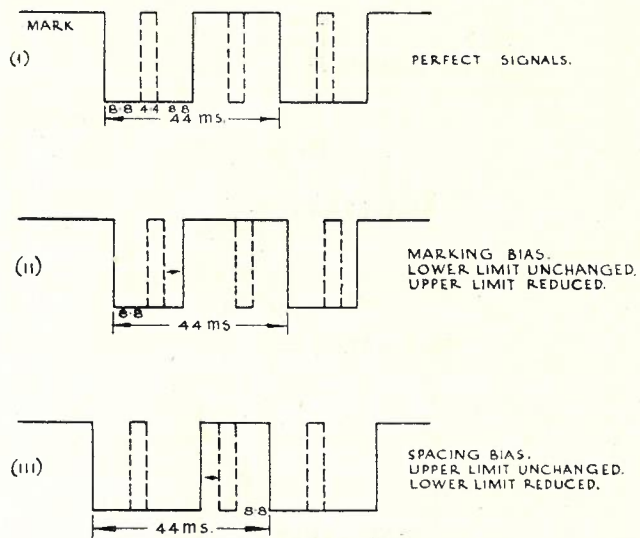 MARK
(I)
PERFECT SIGNALS.
8·8 4·4 8·8
44 ms.
(II)
MARKING BIAS.
LOWER LIMIT UNCHANGED.
UPPER LIMIT REDUCED.
8·8
44 ms
(III)
SPACING BIAS.
UPPER LIMIT UNCHANGED.
LOWER LIMIT REDUCED.
8·8
44 ms.